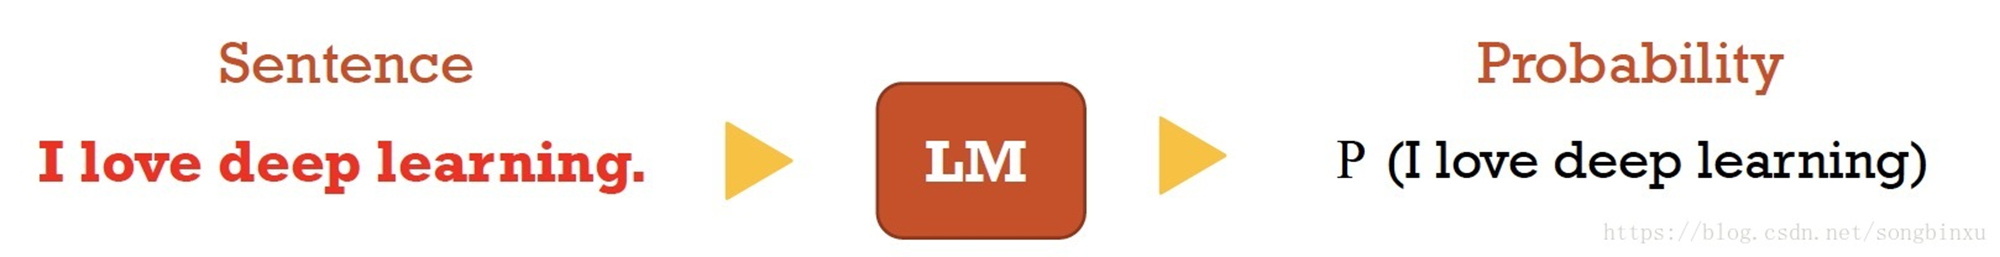 Sentence
Probability
I love deep learning.
LM
P (I love deep learning)
https://blog.csdn.net/songbinxu